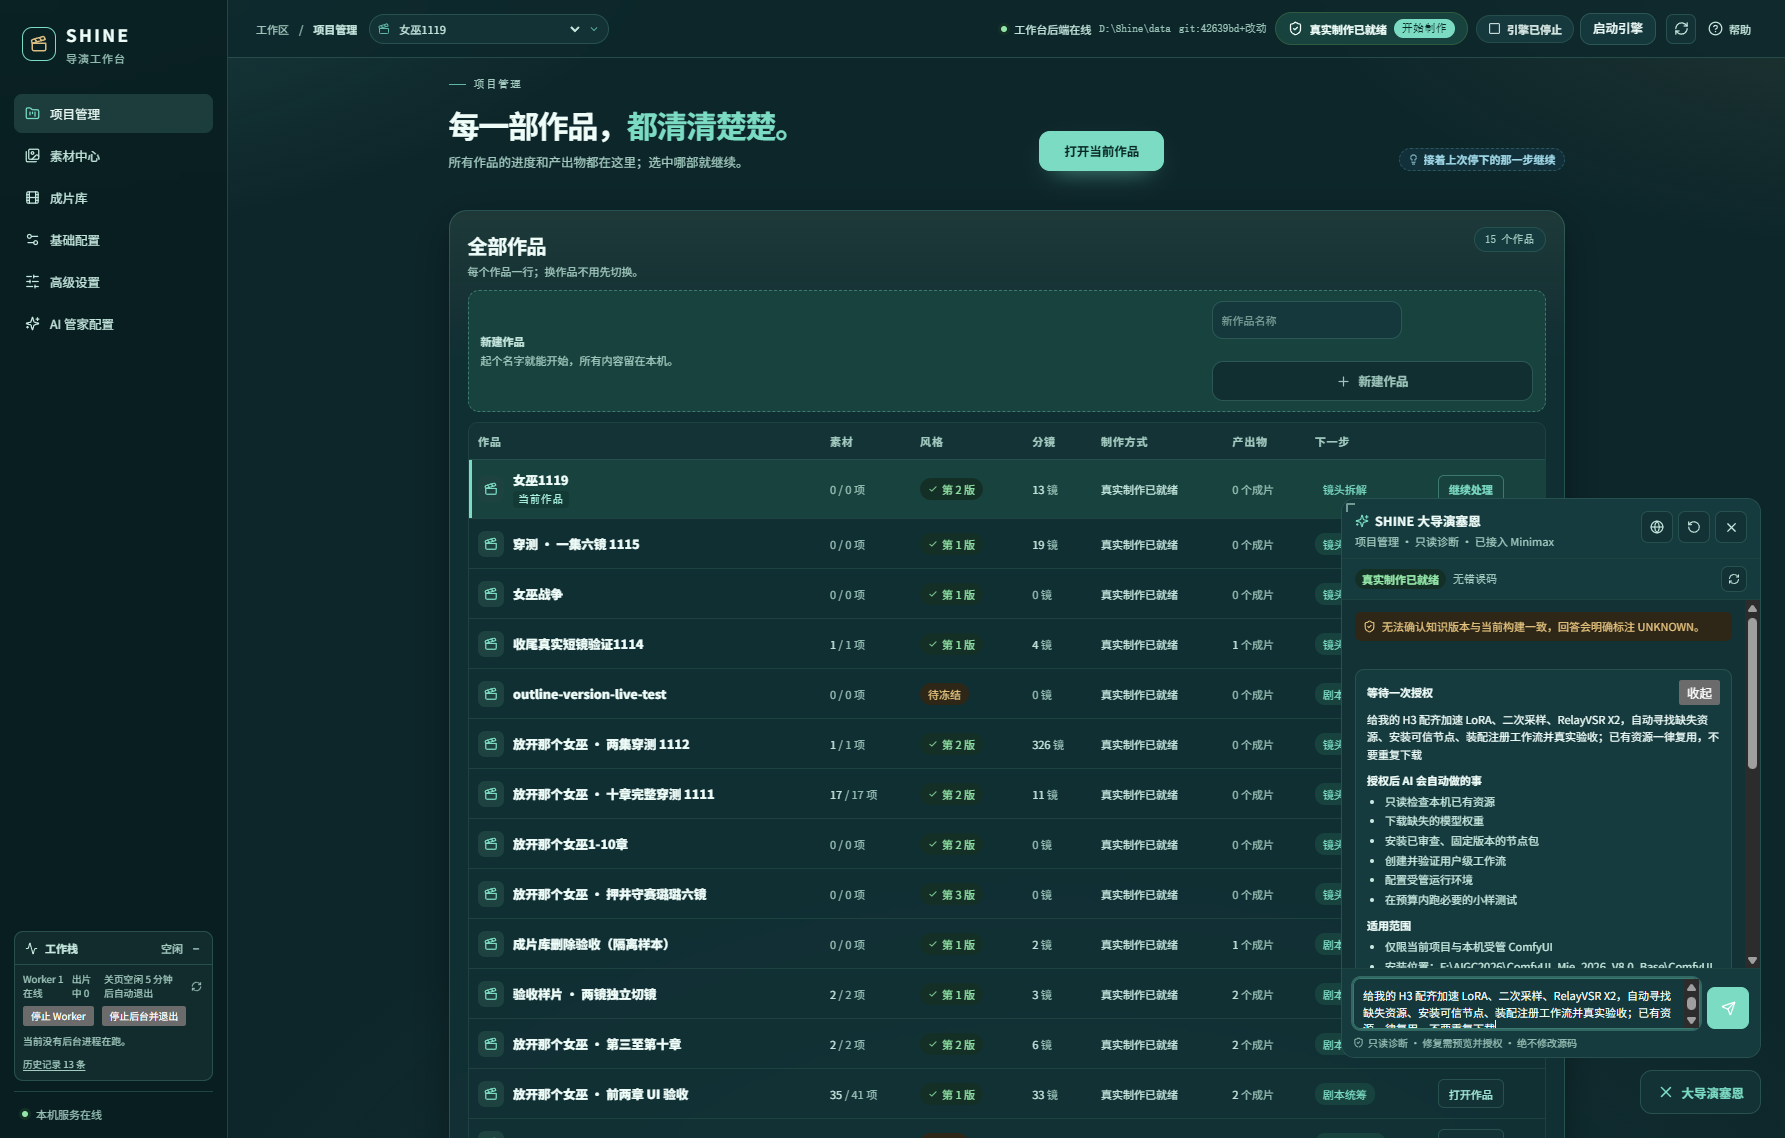 SHINE
导演工作台
项目管理
素材中心
成片库
基础配置
高级设置
AI 管家配置
工作栈
空闲 −
Worker 1 在线
出片中 0
关页空闲 5 分钟后自动退出
停止 Worker
停止后台并退出
当前没有后台进程在跑。
历史记录 13 条
本机服务在线
工作区 / 项目管理
女巫1119
工作台后端在线 D:\Shine\data git:42639bd+改动
真实制作已就绪 开始制作
引擎已停止
启动引擎
帮助
项目管理
每一部作品，都清清楚楚。
所有作品的进度和产出物都在这里；选中哪部就继续。
打开当前作品
接着上次停下的那一步继续
全部作品
每个作品一行；换作品不用先切换。
15 个作品
新建作品
起个名字就能开始，所有内容留在本机。
新作品名称
新建作品
作品 素材 风格 分镜 制作方式 产出物 下一步
女巫1119 当前作品 0 / 0 项 第 2 版 13 镜 真实制作已就绪 0 个成片 镜头拆解 继续处理
穿测 · 一集六镜 1115 0 / 0 项 第 1 版 19 镜 真实制作已就绪 0 个成片 镜头
女巫战争 0 / 0 项 第 1 版 0 镜 真实制作已就绪 0 个成片 镜头
收尾真实短镜验证1114 1 / 1 项 第 1 版 4 镜 真实制作已就绪 1 个成片 镜头
outline-version-live-test 0 / 0 项 待冻结 0 镜 真实制作已就绪 0 个成片 剧本
放开那个女巫 · 两集穿测 1112 1 / 1 项 第 2 版 326 镜 真实制作已就绪 0 个成片 镜头
放开那个女巫 · 十章完整穿测 1111 17 / 17 项 第 2 版 11 镜 真实制作已就绪 0 个成片 镜头
放开那个女巫1-10章 0 / 0 项 第 2 版 0 镜 真实制作已就绪 0 个成片 镜头
放开那个女巫 · 押井守赛璐璐六镜 0 / 0 项 第 3 版 0 镜 真实制作已就绪 0 个成片 镜头
成片库删除验收（隔离样本） 0 / 0 项 第 1 版 2 镜 真实制作已就绪 1 个成片 剧本
验收样片 · 两镜独立切镜 2 / 2 项 第 1 版 3 镜 真实制作已就绪 2 个成片 剧本
放开那个女巫 · 第三至第十章 2 / 2 项 第 2 版 6 镜 真实制作已就绪 2 个成片 剧本
放开那个女巫 · 前两章 UI 验收 35 / 41 项 第 1 版 33 镜 真实制作已就绪 2 个成片 剧本统筹 打开作品
SHINE 大导演塞恩
项目管理 · 只读诊断 · 已接入 Minimax
真实制作已就绪 无错误码
无法确认知识版本与当前构建一致，回答会明确标注 UNKNOWN。
等待一次授权
收起
给我的 H3 配齐加速 LoRA、二次采样、RelayVSR X2，自动寻找缺失资
源、安装可信节点、装配注册工作流并真实验收；已有资源一律复用，不
要重复下载
授权后 AI 会自动做的事
• 只读检查本机已有资源
• 下载缺失的模型权重
• 安装已审查、固定版本的节点包
• 创建并验证用户级工作流
• 配置受管运行环境
• 在预算内跑必要的小样测试
适用范围
• 仅限当前项目与本机受管 ComfyUI
• 安装位置：E:\AIGC2026\ComfyUI_Mie_2026_V8.0_Base\ComfyUI
给我的 H3 配齐加速 LoRA、二次采样、RelayVSR X2，自动寻找
缺失资源、安装可信节点、装配注册工作流并真实验收；已有资
源一律复用，不要重复下载
只读诊断 · 修复需预览并授权 · 绝不修改源码
大导演塞恩